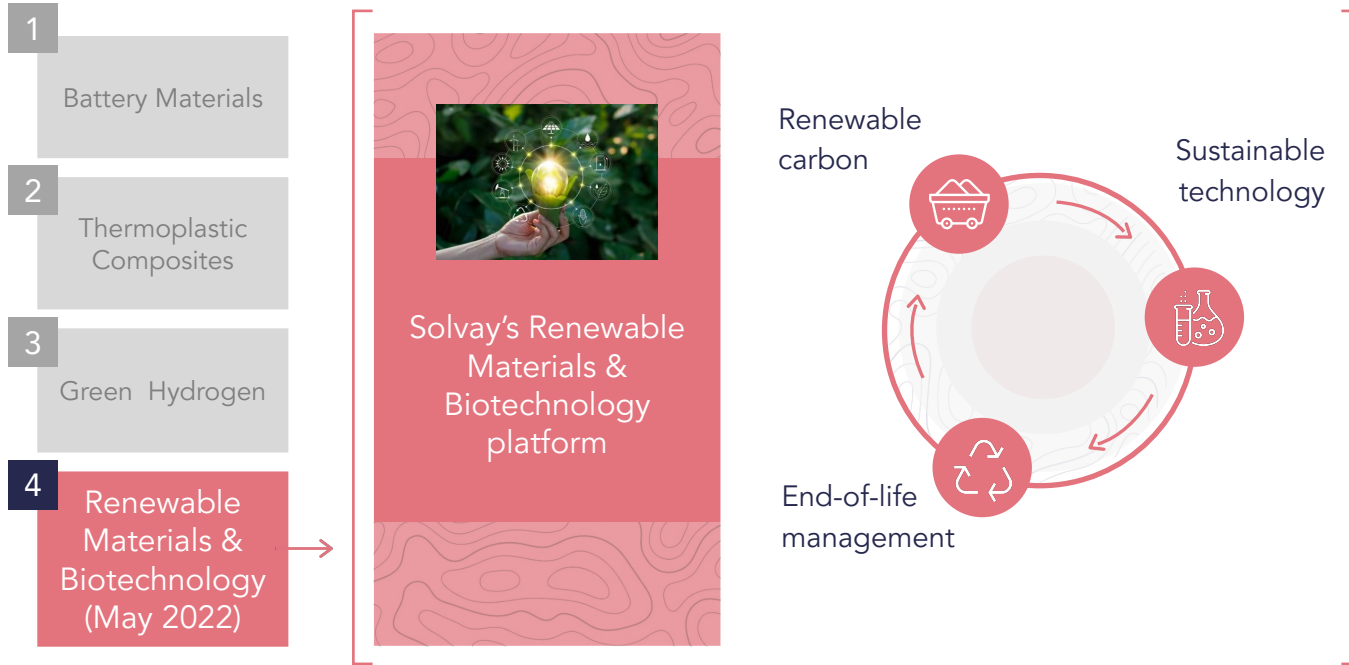 1
Battery Materials
2
Thermoplastic
Composites
3
Green Hydrogen
4
Renewable
Materials &
Biotechnology
(May 2022)
Solvay’s Renewable
Materials &
Biotechnology
platform
Renewable
carbon
Sustainable
technology
End-of-life
management